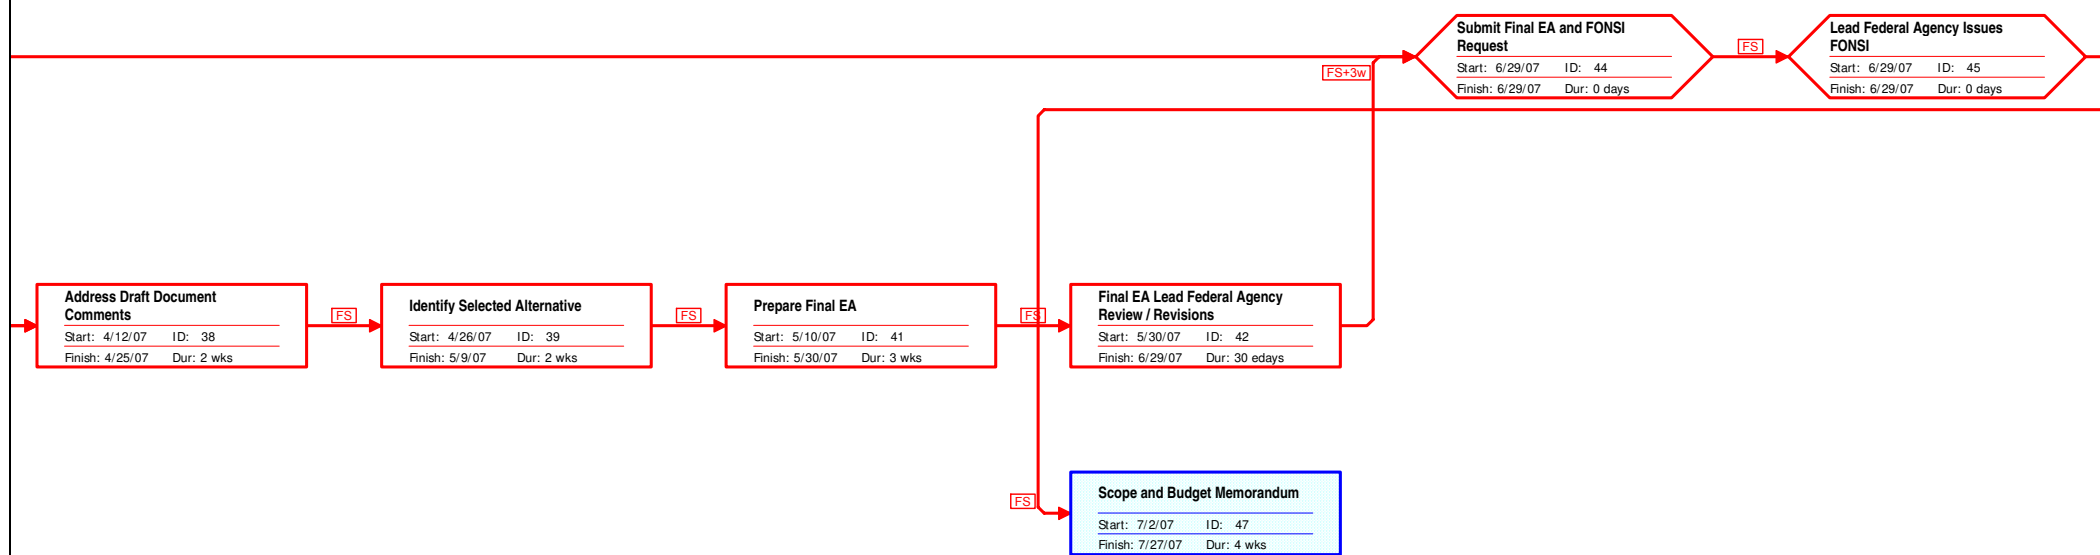 Submit Final EA and FONSI
Request
Start: 6/29/07 ID: 44
Finish: 6/29/07 Dur: 0 days
FS
Lead Federal Agency Issues
FONSI
Start: 6/29/07 ID: 45
Finish: 6/29/07 Dur: 0 days
FS+3w
Address Draft Document
Comments
Start: 4/12/07 ID: 38
Finish: 4/25/07 Dur: 2 wks
FS
Identify Selected Alternative
Start: 4/26/07 ID: 39
Finish: 5/9/07 Dur: 2 wks
FS
Prepare Final EA
Start: 5/10/07 ID: 41
Finish: 5/30/07 Dur: 3 wks
FS
Final EA Lead Federal Agency
Review / Revisions
Start: 5/30/07 ID: 42
Finish: 6/29/07 Dur: 30 edays
FS
Scope and Budget Memorandum
Start: 7/2/07 ID: 47
Finish: 7/27/07 Dur: 4 wks